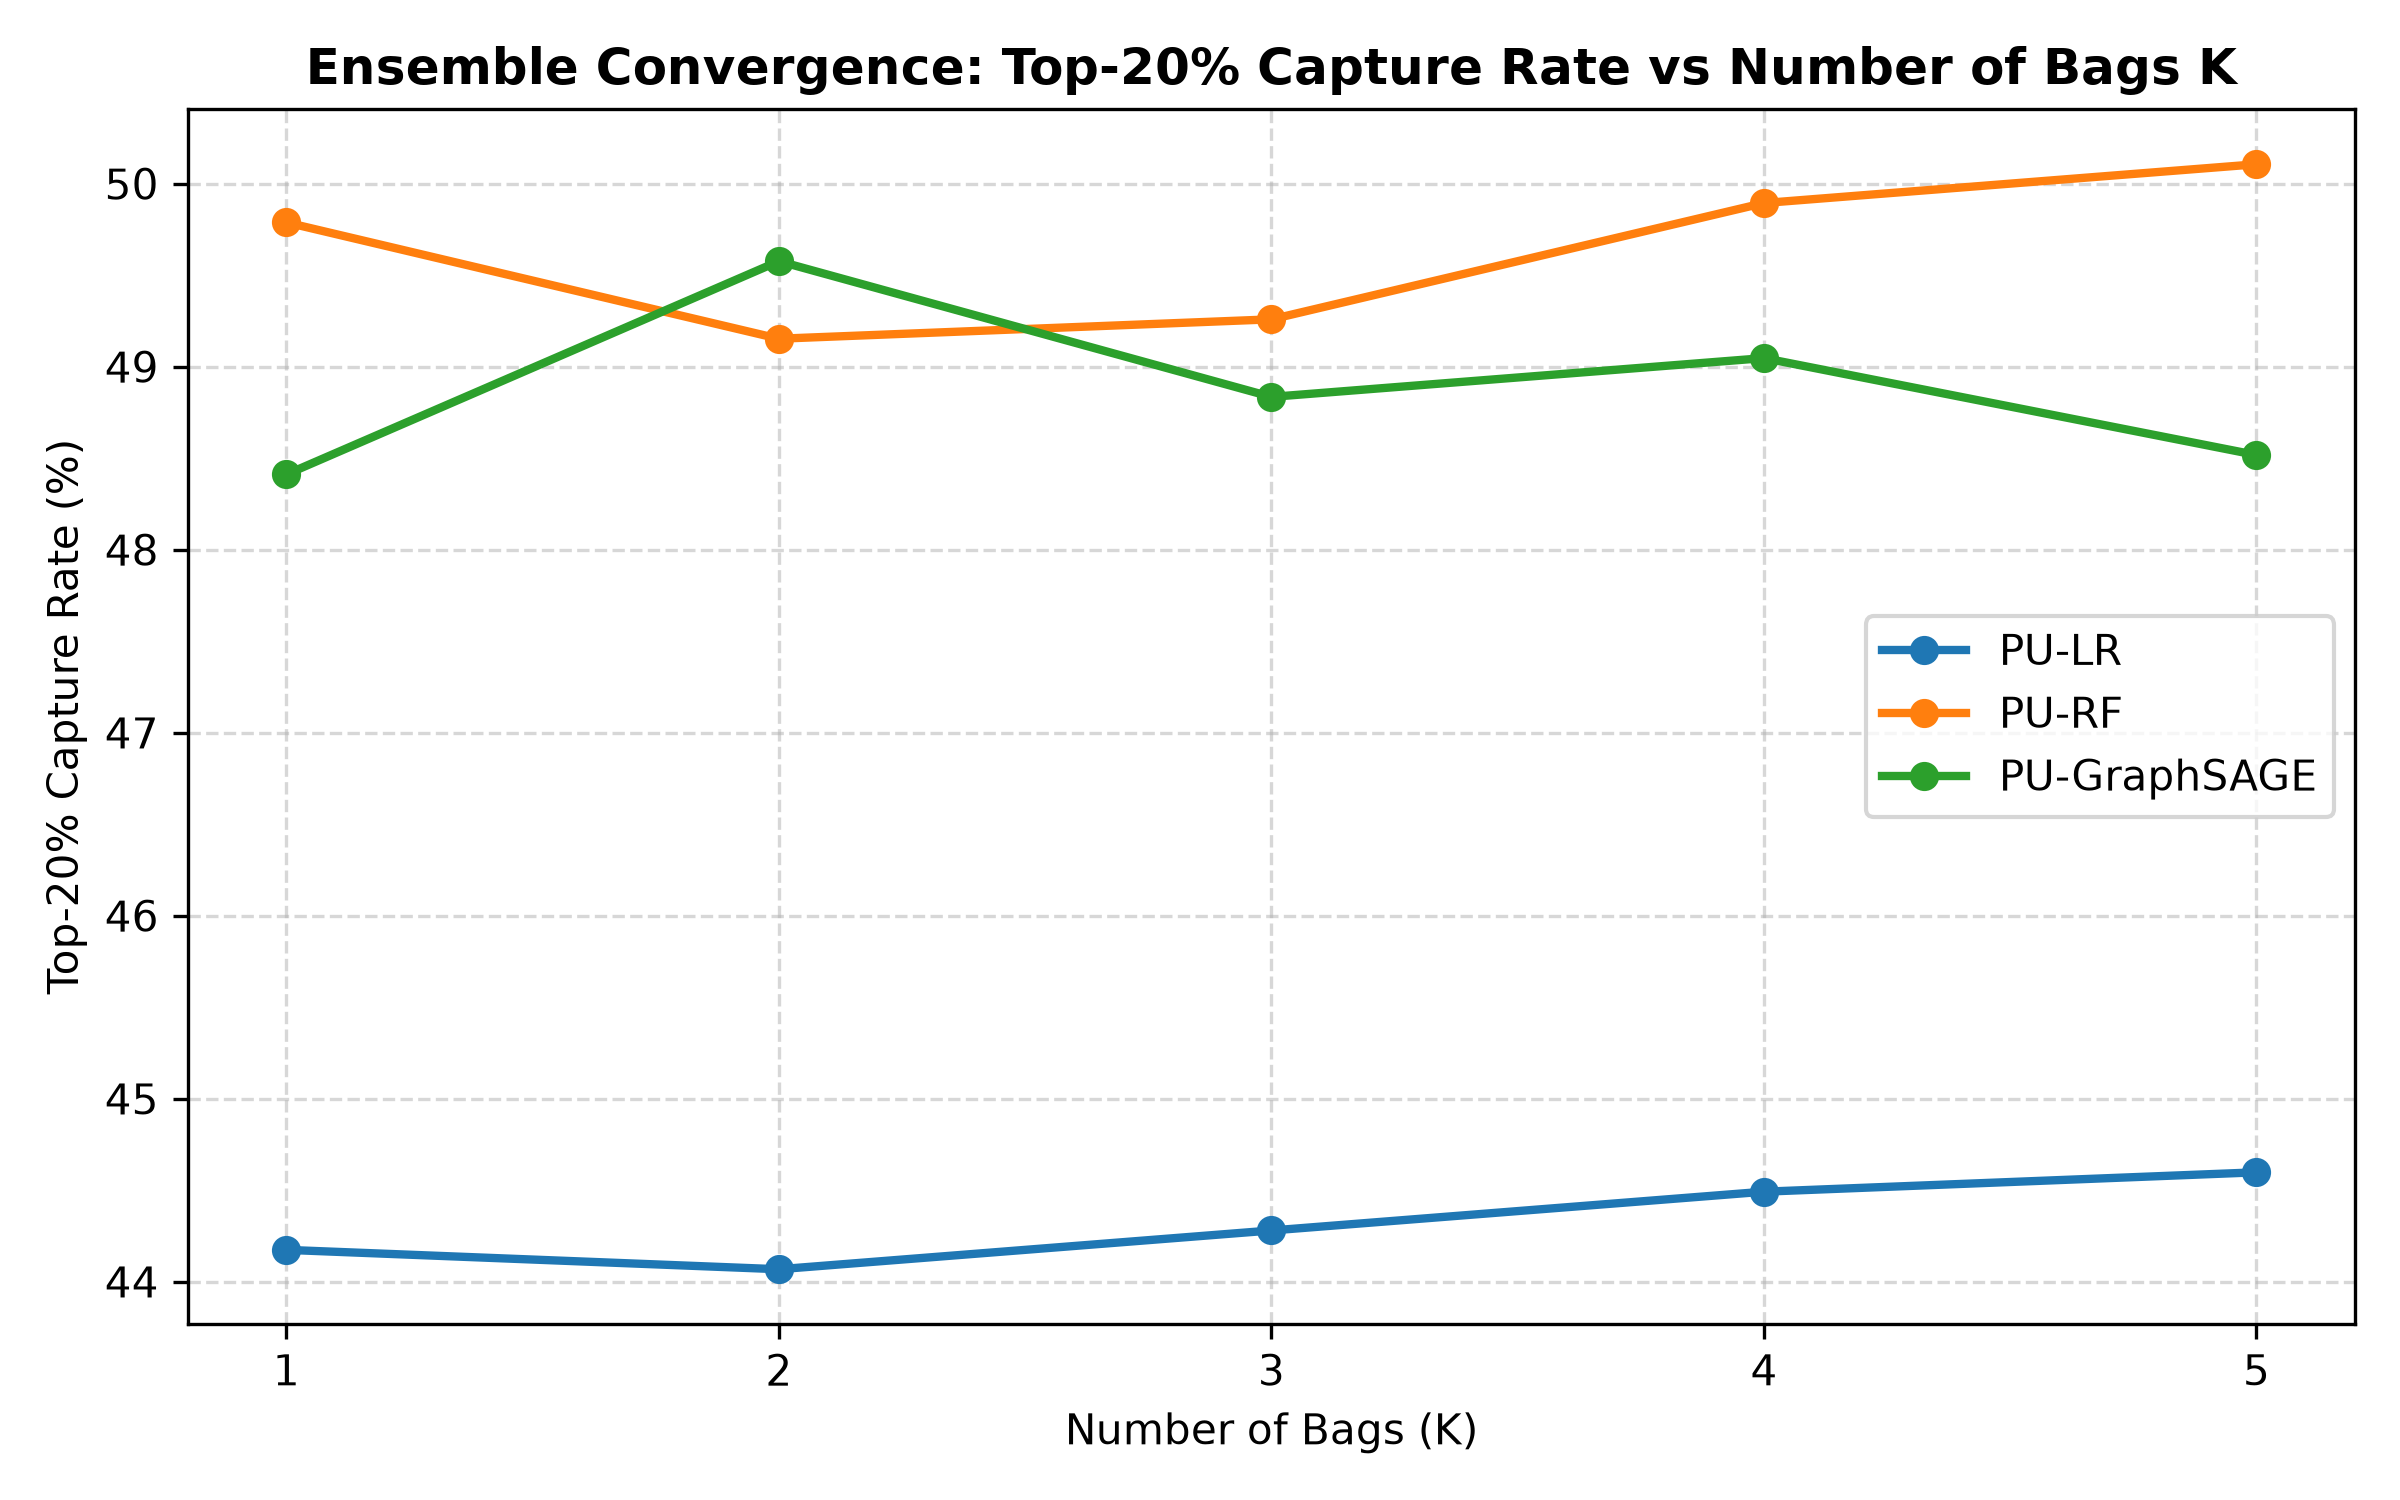 Ensemble Convergence: Top-20% Capture Rate vs Number of Bags K
Top-20% Capture Rate (%)
50
49
48
47
46
45
44
PU-LR
PU-RF
PU-GraphSAGE
1 2 3 4 5
Number of Bags (K)